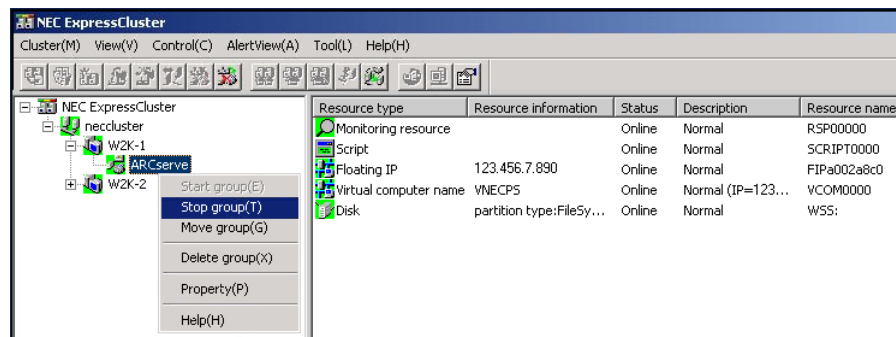 NEC ExpressCluster
Cluster(M) View(V) Control(C) AlertView(A) Tool(L) Help(H)
NEC ExpressCluster
neccluster
W2K-1
ARCserve
W2K-2
Start group(E)
Stop group(T)
Move group(G)
Delete group(X)
Property(P)
Help(H)
Resource type Resource information Status Description Resource name
Monitoring resource Online Normal RSP00000
Script Online Normal SCRIPT0000
Floating IP 123.456.7.890 Online Normal FIPa002a8c0
Virtual computer name VNECPS Online Normal (IP=123... VCOM0000
Disk partition type:FileSy... Online Normal WSS: